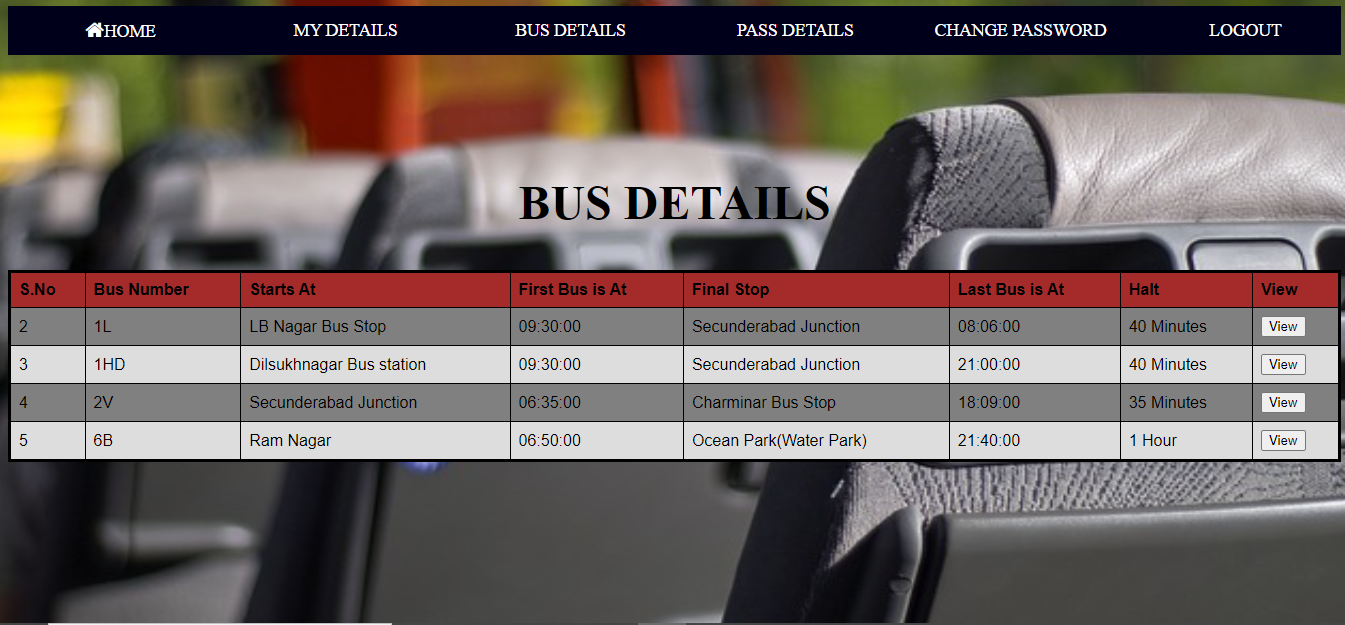 HOME MY DETAILS BUS DETAILS PASS DETAILS CHANGE PASSWORD LOGOUT
BUS DETAILS
S.No Bus Number Starts At First Bus is At Final Stop Last Bus is At Halt View
2 1L LB Nagar Bus Stop 09:30:00 Secunderabad Junction 08:06:00 40 Minutes View
3 1HD Dilsukhnagar Bus station 09:30:00 Secunderabad Junction 21:00:00 40 Minutes View
4 2V Secunderabad Junction 06:35:00 Charminar Bus Stop 18:09:00 35 Minutes View
5 6B Ram Nagar 06:50:00 Ocean Park(Water Park) 21:40:00 1 Hour View